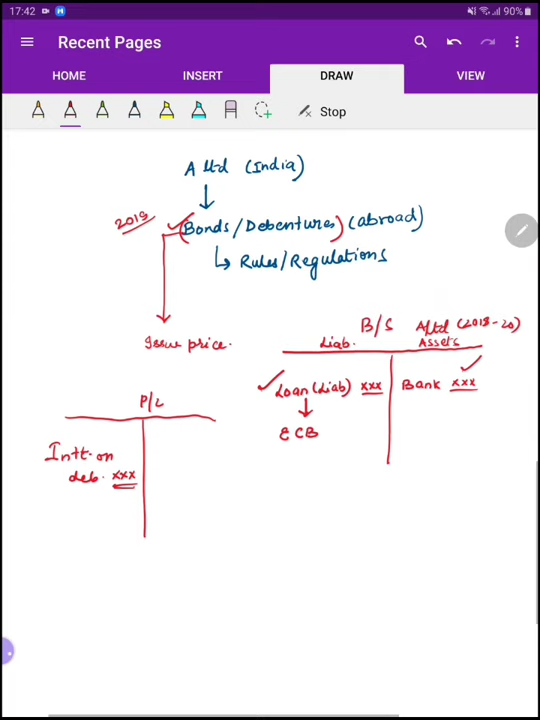 17:42
90%
Recent Pages
HOME INSERT DRAW VIEW
Stop
A Ltd (India)
2019
(Bonds/Debentures) (abroad)
Rules/Regulations
Issue price.
B/S A Ltd (2018-20)
Liab. Assets
Loan (Liab) xxx Bank xxx
ECB
P/L
Intt. on
deb. xxx